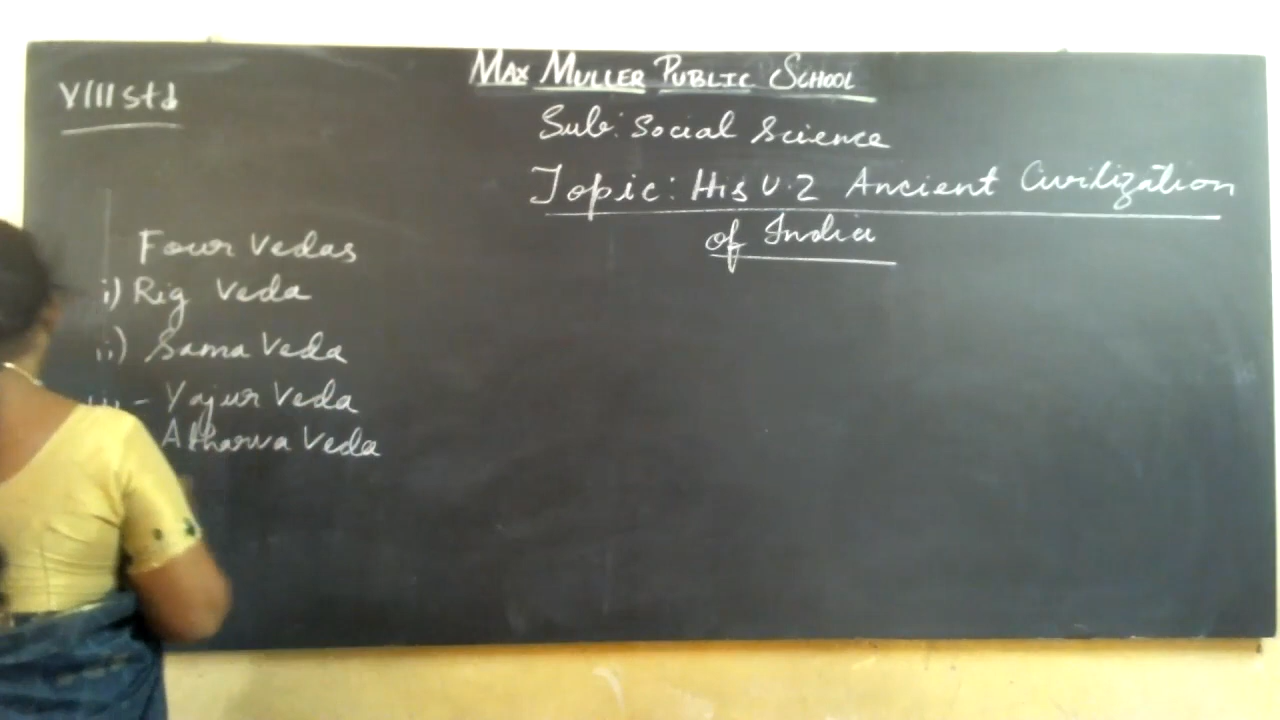 MAX MULLER PUBLIC SCHOOL
VIII std
Sub: Social Science
Topic: His U.2 Ancient Civilization
of India
Four Vedas
i) Rig Veda
ii) Sama Veda
iii - Yajur Veda
Atharva Veda